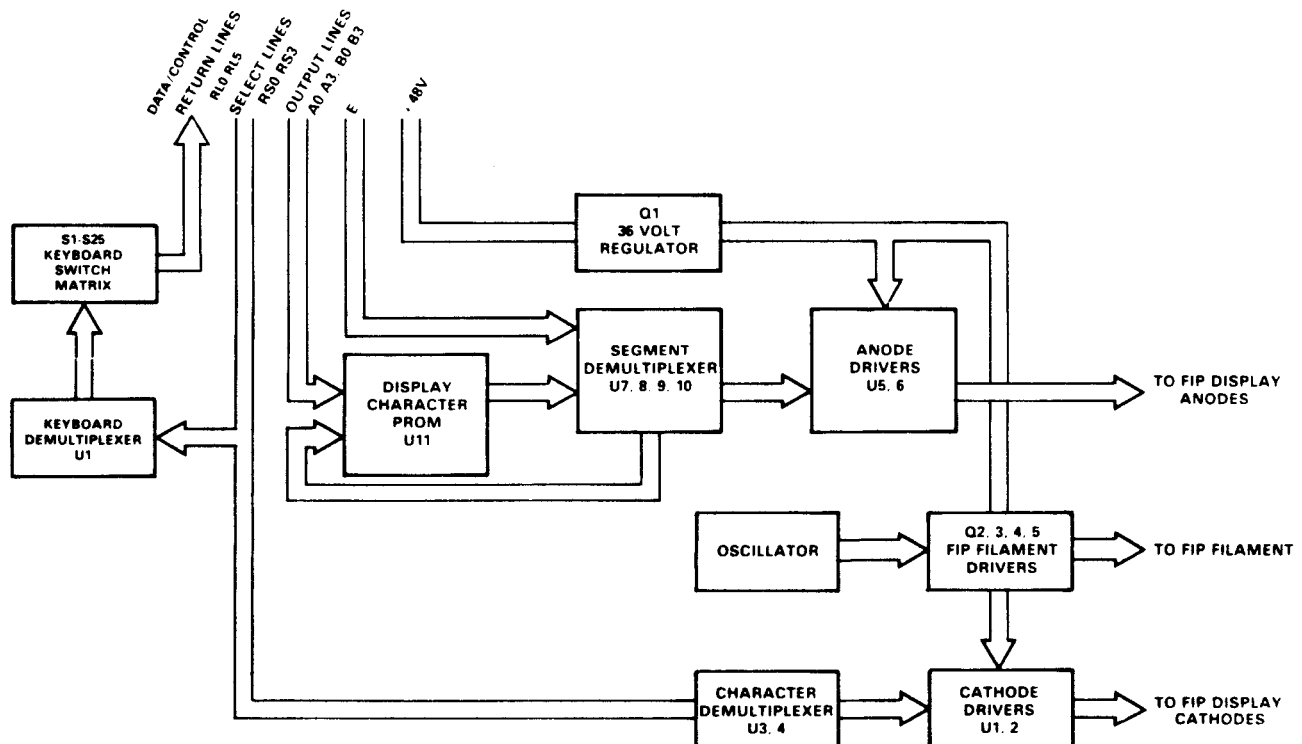 DATA/CONTROL
RETURN LINES
RL0 RL5
SELECT LINES
RS0 RS3
OUTPUT LINES
A0 A3. B0 B3
E
48V
Q1
36 VOLT
REGULATOR
S1-S25
KEYBOARD
SWITCH
MATRIX
SEGMENT
DEMULTIPLEXER
U7. 8. 9. 10
ANODE
DRIVERS
U5. 6
DISPLAY
CHARACTER
PROM
U11
TO FIP DISPLAY
ANODES
KEYBOARD
DEMULTIPLEXER
U1
OSCILLATOR
Q2. 3. 4. 5
FIP FILAMENT
DRIVERS
TO FIP FILAMENT
CHARACTER
DEMULTIPLEXER
U3. 4
CATHODE
DRIVERS
U1. 2
TO FIP DISPLAY
CATHODES